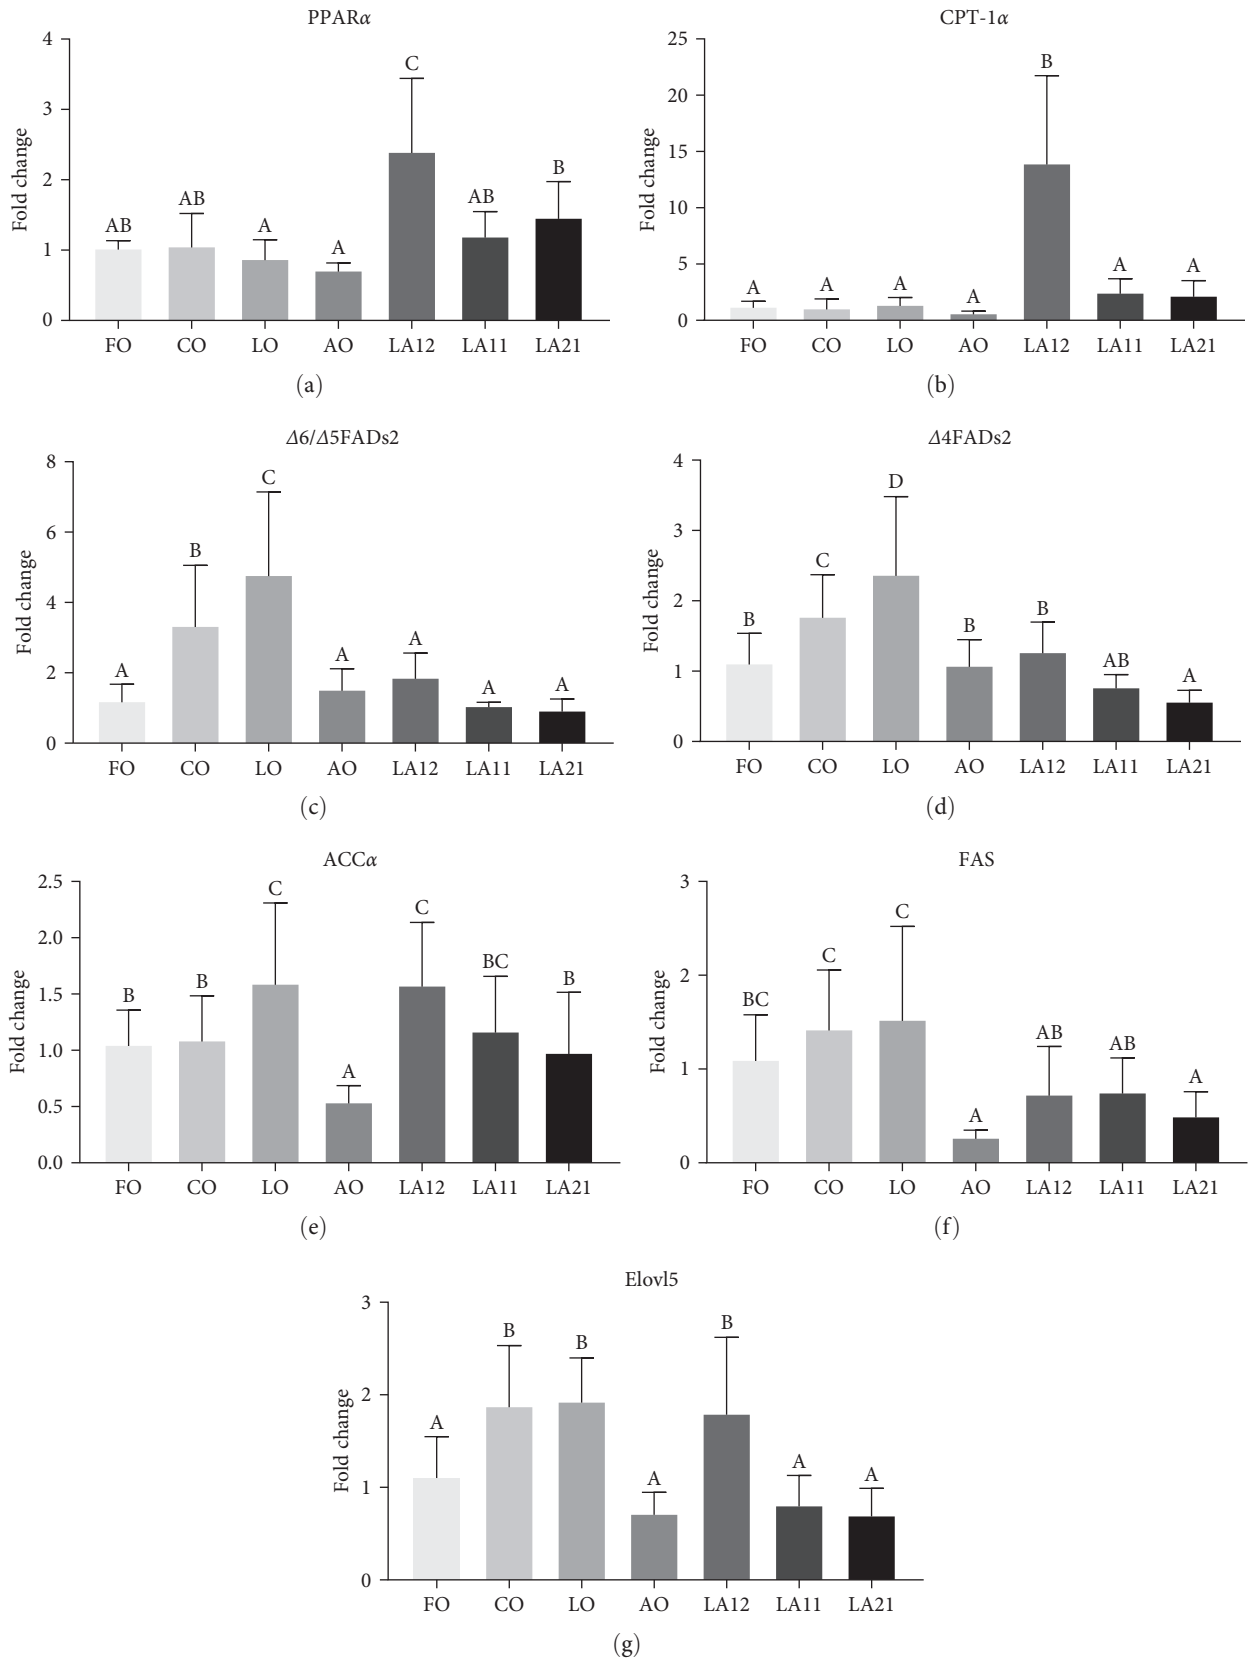 PPARα
Fold change
4
3
2
1
0
AB AB A A C AB B
FO CO LO AO LA12 LA11 LA21
(a)
CPT-1α
Fold change
25
20
15
10
5
0
A A A A B A A
FO CO LO AO LA12 LA11 LA21
(b)
Δ6/Δ5FADs2
Fold change
8
6
4
2
0
A B C A A A A
FO CO LO AO LA12 LA11 LA21
(c)
Δ4FADs2
Fold change
4
3
2
1
0
B C D B B AB A
FO CO LO AO LA12 LA11 LA21
(d)
ACCα
Fold change
2.5
2.0
1.5
1.0
0.5
0.0
B B C A C BC B
FO CO LO AO LA12 LA11 LA21
(e)
FAS
Fold change
3
2
1
0
BC C C A AB AB A
FO CO LO AO LA12 LA11 LA21
(f)
Elovl5
Fold change
3
2
1
0
A B B A B A A
FO CO LO AO LA12 LA11 LA21
(g)